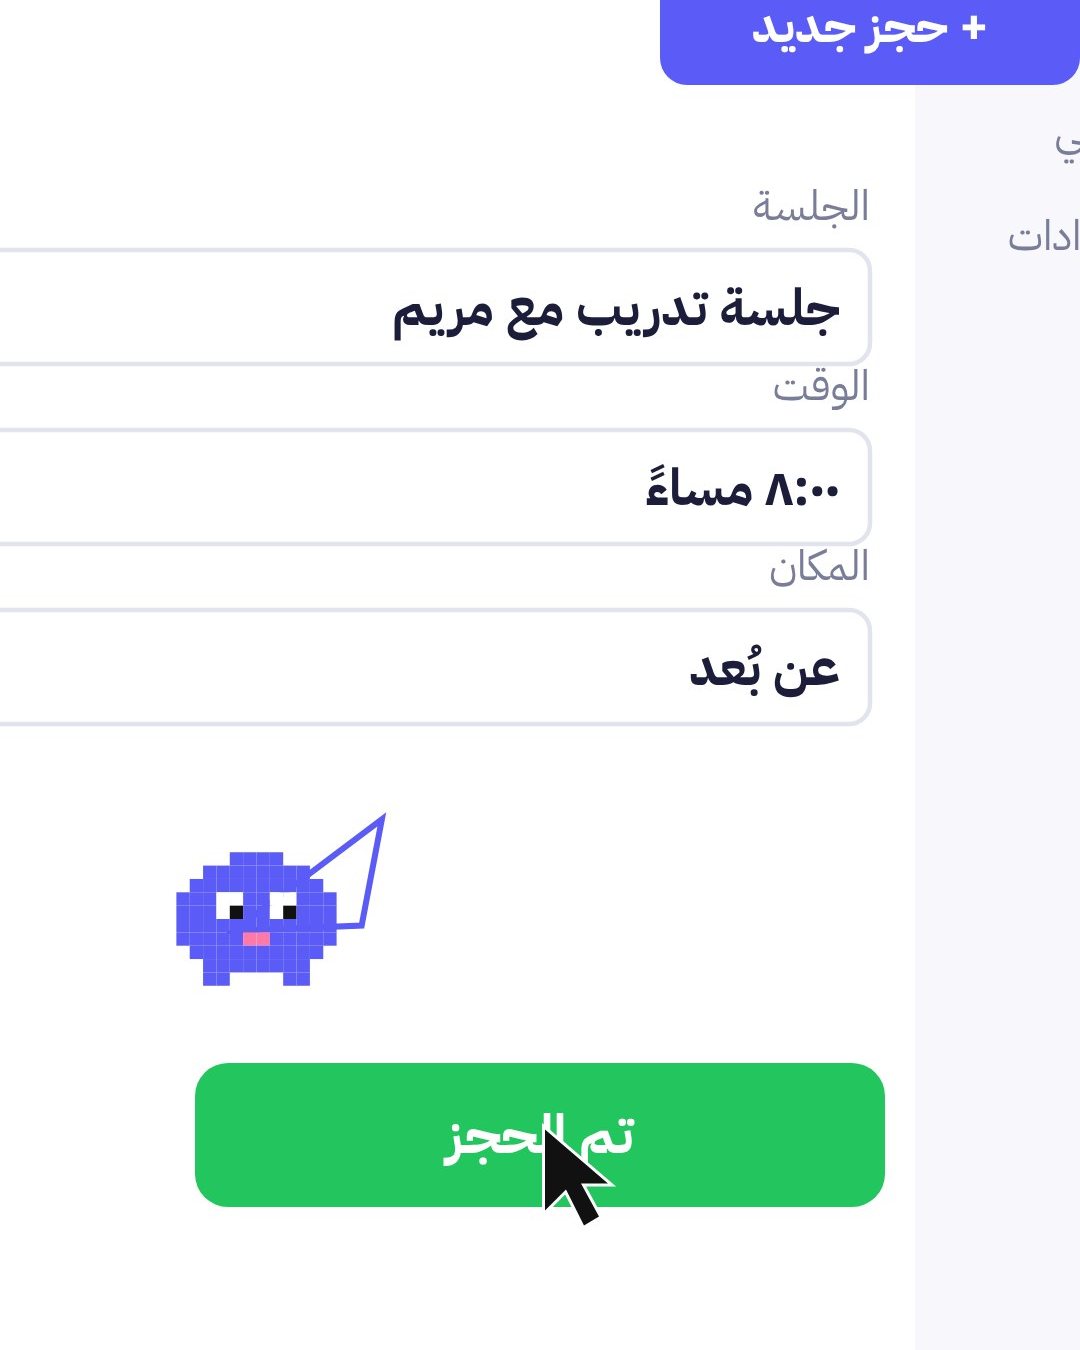 + حجز جديد
الجلسة
جلسة تدريب مع مريم
الوقت
٨:٠٠ مساءً
المكان
عن بُعد
تم الحجز